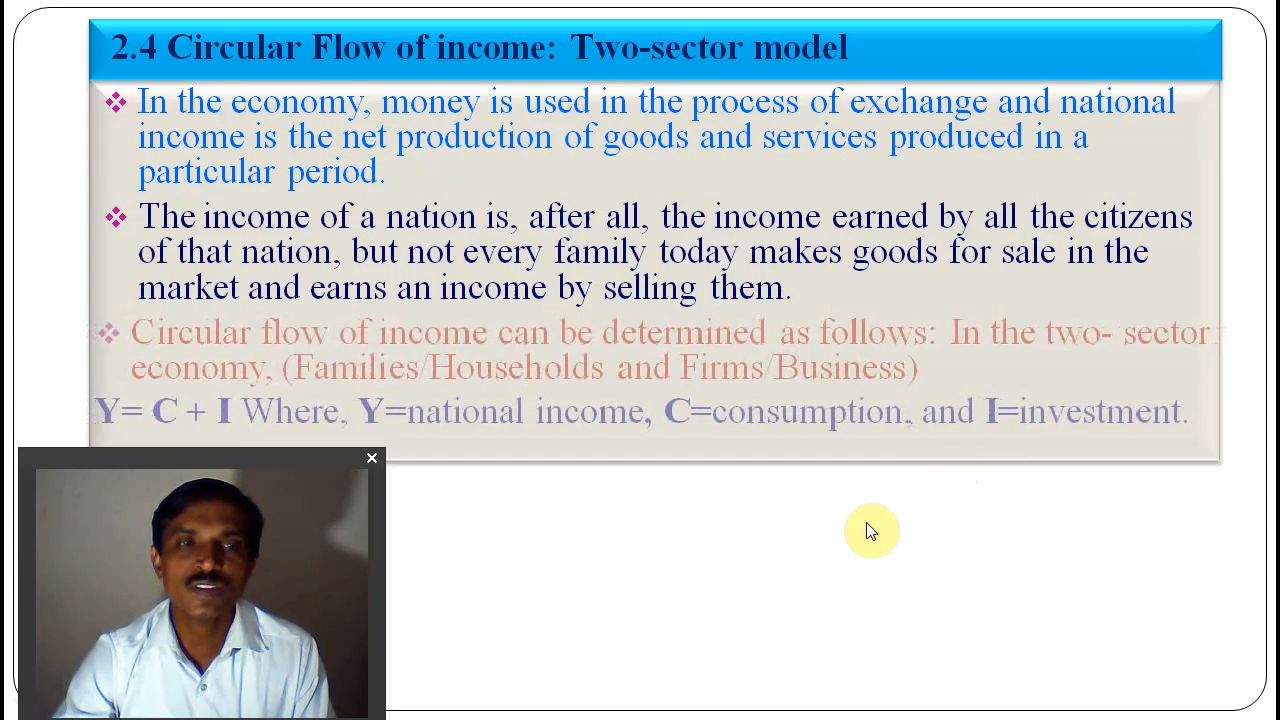 2.4 Circular Flow of income: Two-sector model
In the economy, money is used in the process of exchange and national
income is the net production of goods and services produced in a
particular period.
The income of a nation is, after all, the income earned by all the citizens
of that nation, but not every family today makes goods for sale in the
market and earns an income by selling them.
Circular flow of income can be determined as follows: In the two- sector
economy, (Families/Households and Firms/Business)
Y= C + I Where, Y=national income, C=consumption, and I=investment.